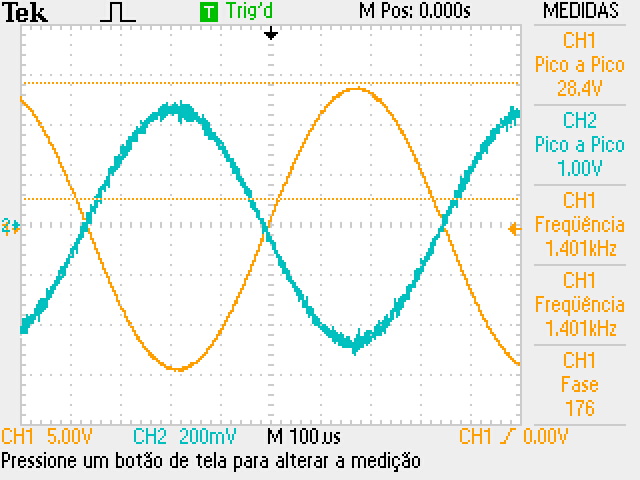 Tek T Trig'd M Pos: 0.000s MEDIDAS
CH1
Pico a Pico
28.4V
CH2
Pico a Pico
1.00V
CH1
Freqüência
1.401kHz
CH1
Freqüência
1.401kHz
CH1
Fase
176
2
CH1 5.00V CH2 200mV M 100µs CH1 0.00V
Pressione um botão de tela para alterar a medição